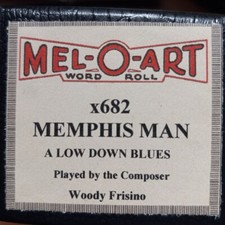 MEL-O-ART
WORD ROLL
x682
MEMPHIS MAN
A LOW DOWN BLUES
Played by the Composer
Woody Frisino